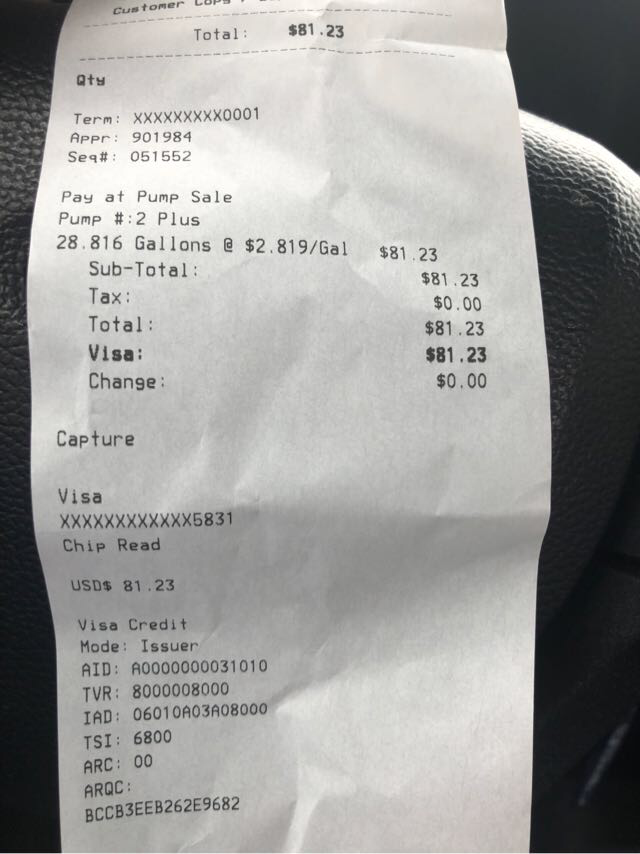 Customer Copy
Total: $81.23
Qty
Term: XXXXXXXXX0001
Appr: 901984
Seq#: 051552
Pay at Pump Sale
Pump #:2 Plus
28.816 Gallons @ $2.819/Gal $81.23
Sub-Total: $81.23
Tax: $0.00
Total: $81.23
Visa: $81.23
Change: $0.00
Capture
Visa
XXXXXXXXXXXX5831
Chip Read
USD$ 81.23
Visa Credit
Mode: Issuer
AID: A0000000031010
TVR: 8000008000
IAD: 06010A03A08000
TSI: 6800
ARC: 00
ARQC:
BCCB3EEB262E9682